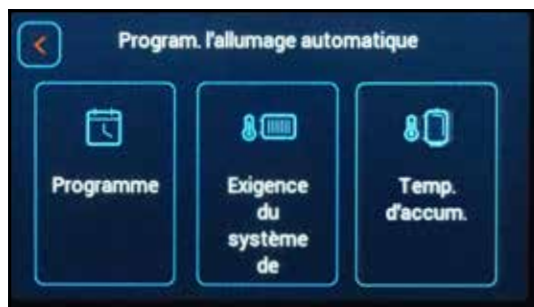 Program. l'allumage automatique
Programme
Exigence
du
système
de
Temp.
d'accum.